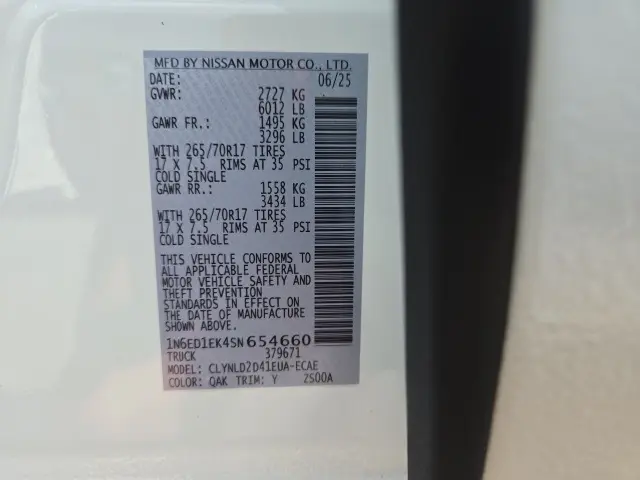 MFD BY NISSAN MOTOR CO., LTD.
DATE: 06/25
GVWR: 2727 KG
6012 LB
GAWR FR.: 1495 KG
3296 LB
WITH 265/70R17 TIRES
17 X 7.5 RIMS AT 35 PSI
COLD SINGLE
GAWR RR.: 1558 KG
3434 LB
WITH 265/70R17 TIRES
17 X 7.5 RIMS AT 35 PSI
COLD SINGLE
THIS VEHICLE CONFORMS TO
ALL APPLICABLE FEDERAL
MOTOR VEHICLE SAFETY AND
THEFT PREVENTION
STANDARDS IN EFFECT ON
THE DATE OF MANUFACTURE
SHOWN ABOVE.
1N6ED1EK4SN654660
TRUCK 379671
MODEL: CLYNLD2D41EUA-ECAE
COLOR: QAK TRIM: Y 2S00A